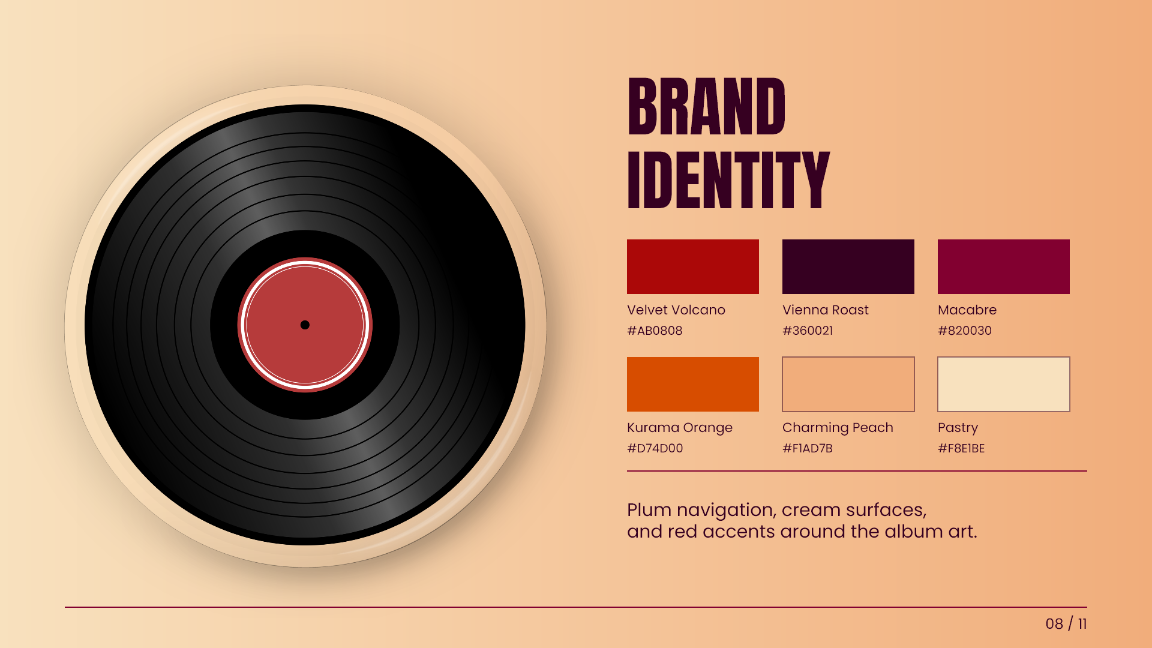 BRAND
IDENTITY
Velvet Volcano
#AB0808
Vienna Roast
#360021
Macabre
#820030
Kurama Orange
#D74D00
Charming Peach
#F1AD7B
Pastry
#F8E1BE
Plum navigation, cream surfaces,
and red accents around the album art.
08 / 11